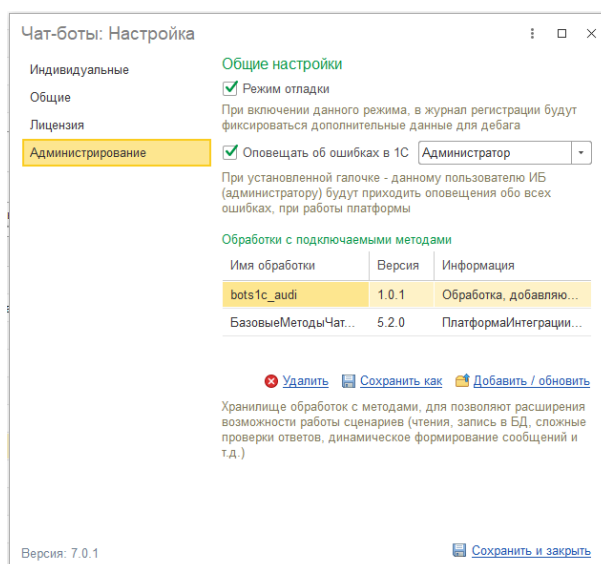 Чат-боты: Настройка
Индивидуальные
Общие
Лицензия
Администрирование
Общие настройки
Режим отладки
При включении данного режима, в журнал регистрации будут
фиксироваться дополнительные данные для дебага
Оповещать об ошибках в 1С Администратор
При установленной галочке - данному пользователю ИБ
(администратору) будут приходить оповещения обо всех
ошибках, при работы платформы
Обработки с подключаемыми методами
Имя обработки Версия Информация
bots1c_audi 1.0.1 Обработка, добавляю...
БазовыеМетодыЧат... 5.2.0 ПлатформаИнтеграции...
Удалить Сохранить как Добавить / обновить
Хранилище обработок с методами, для позволяют расширения
возможности работы сценариев (чтения, запись в БД, сложные
проверки ответов, динамическое формирование сообщений и
т.д.)
Версия: 7.0.1 Сохранить и закрыть